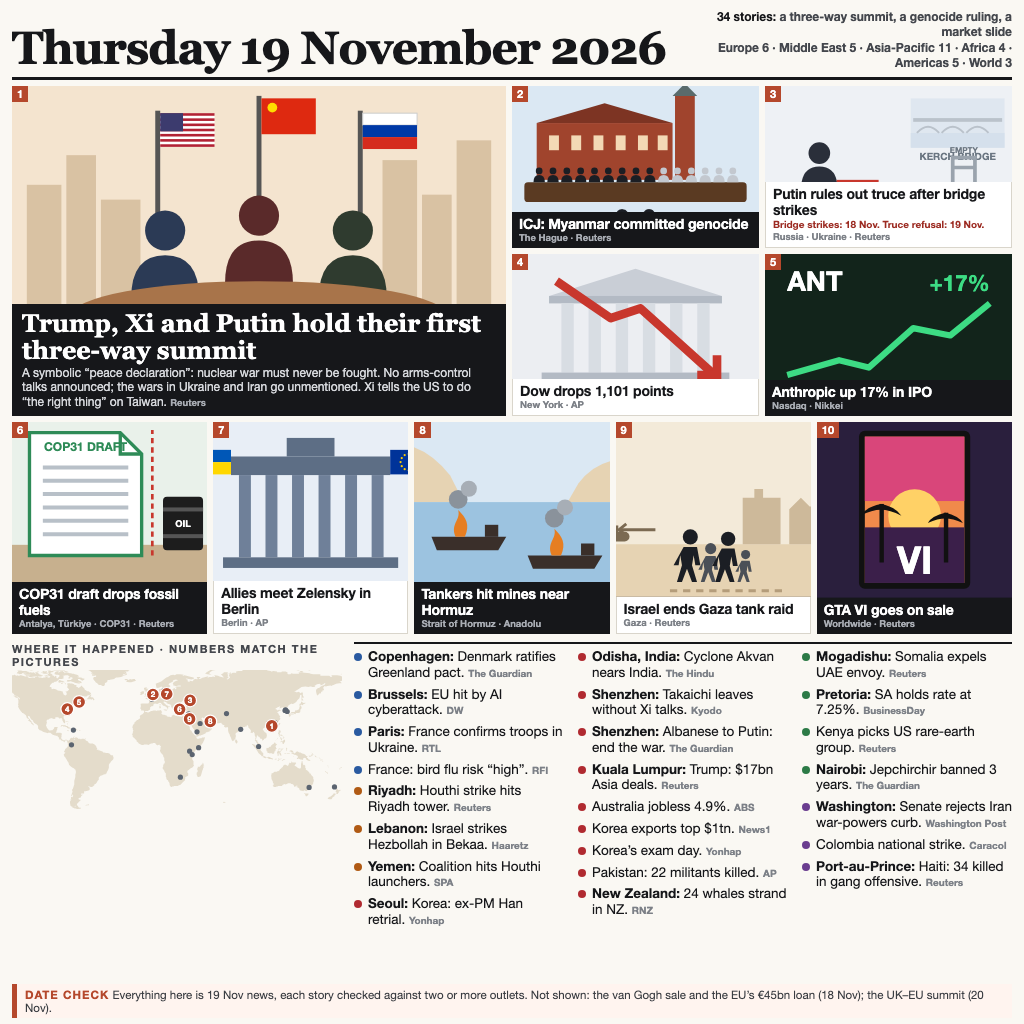 Thursday 19 November 2026
34 stories: a three-way summit, a genocide ruling, a
market slide
Europe 6 · Middle East 5 · Asia-Pacific 11 · Africa 4 ·
Americas 5 · World 3
1
Trump, Xi and Putin hold their first
three-way summit
A symbolic “peace declaration”: nuclear war must never be fought. No arms-control
talks announced; the wars in Ukraine and Iran go unmentioned. Xi tells the US to do
“the right thing” on Taiwan. Reuters
2
ICJ: Myanmar committed genocide
The Hague · Reuters
3
EMPTY
KERCH BRIDGE
Putin rules out truce after bridge
strikes
Bridge strikes: 18 Nov. Truce refusal: 19 Nov.
Russia · Ukraine · Reuters
4
Dow drops 1,101 points
New York · AP
5
ANT
+17%
Anthropic up 17% in IPO
Nasdaq · Nikkei
6
COP31 DRAFT
OIL
COP31 draft drops fossil
fuels
Antalya, Türkiye · COP31 · Reuters
7
Allies meet Zelensky in
Berlin
Berlin · AP
8
Tankers hit mines near
Hormuz
Strait of Hormuz · Anadolu
9
Israel ends Gaza tank raid
Gaza · Reuters
10
VI
GTA VI goes on sale
Worldwide · Reuters
WHERE IT HAPPENED · NUMBERS MATCH THE
PICTURES
2 7
5
4
3
6
9 8
1
Copenhagen: Denmark ratifies
Greenland pact. The Guardian
Brussels: EU hit by AI
cyberattack. DW
Paris: France confirms troops in
Ukraine. RTL
France: bird flu risk “high”. RFI
Riyadh: Houthi strike hits
Riyadh tower. Reuters
Lebanon: Israel strikes
Hezbollah in Bekaa. Haaretz
Yemen: Coalition hits Houthi
launchers. SPA
Seoul: Korea: ex-PM Han
retrial. Yonhap
Odisha, India: Cyclone Akvan
nears India. The Hindu
Shenzhen: Takaichi leaves
without Xi talks. Kyodo
Shenzhen: Albanese to Putin:
end the war. The Guardian
Kuala Lumpur: Trump: $17bn
Asia deals. Reuters
Australia jobless 4.9%. ABS
Korea exports top $1tn. News1
Korea’s exam day. Yonhap
Pakistan: 22 militants killed. AP
New Zealand: 24 whales strand
in NZ. RNZ
Mogadishu: Somalia expels
UAE envoy. Reuters
Pretoria: SA holds rate at
7.25%. BusinessDay
Kenya picks US rare-earth
group. Reuters
Nairobi: Jepchirchir banned 3
years. The Guardian
Washington: Senate rejects Iran
war-powers curb. Washington Post
Colombia national strike. Caracol
Port-au-Prince: Haiti: 34 killed
in gang offensive. Reuters
DATE CHECK Everything here is 19 Nov news, each story checked against two or more outlets. Not shown: the van Gogh sale and the EU’s €45bn loan (18 Nov); the UK–EU summit (20
Nov).